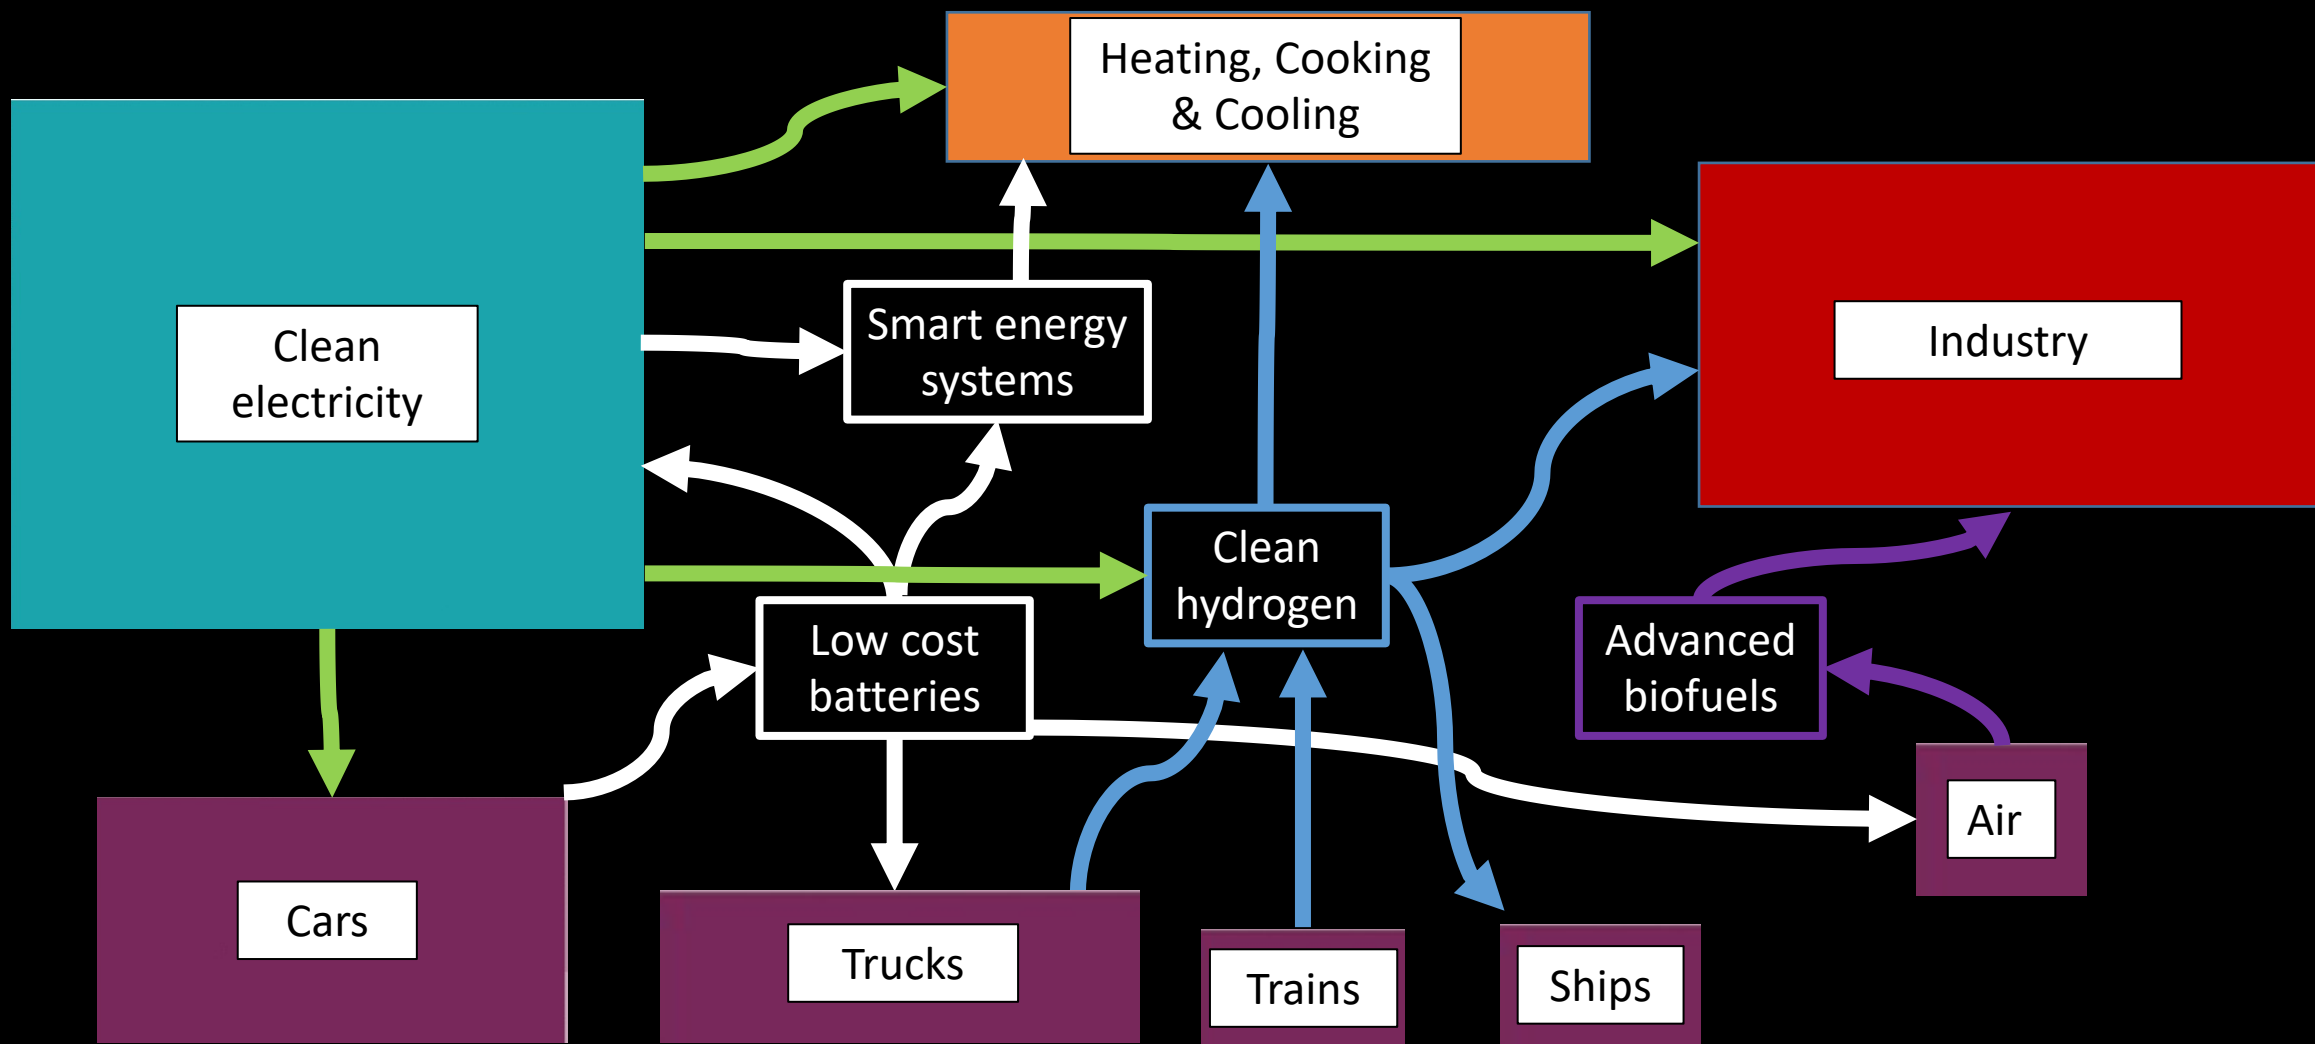 Heating, Cooking
& Cooling
Clean
electricity
Smart energy
systems
Industry
Clean
hydrogen
Low cost
batteries
Advanced
biofuels
Air
Cars
Trucks
Trains
Ships